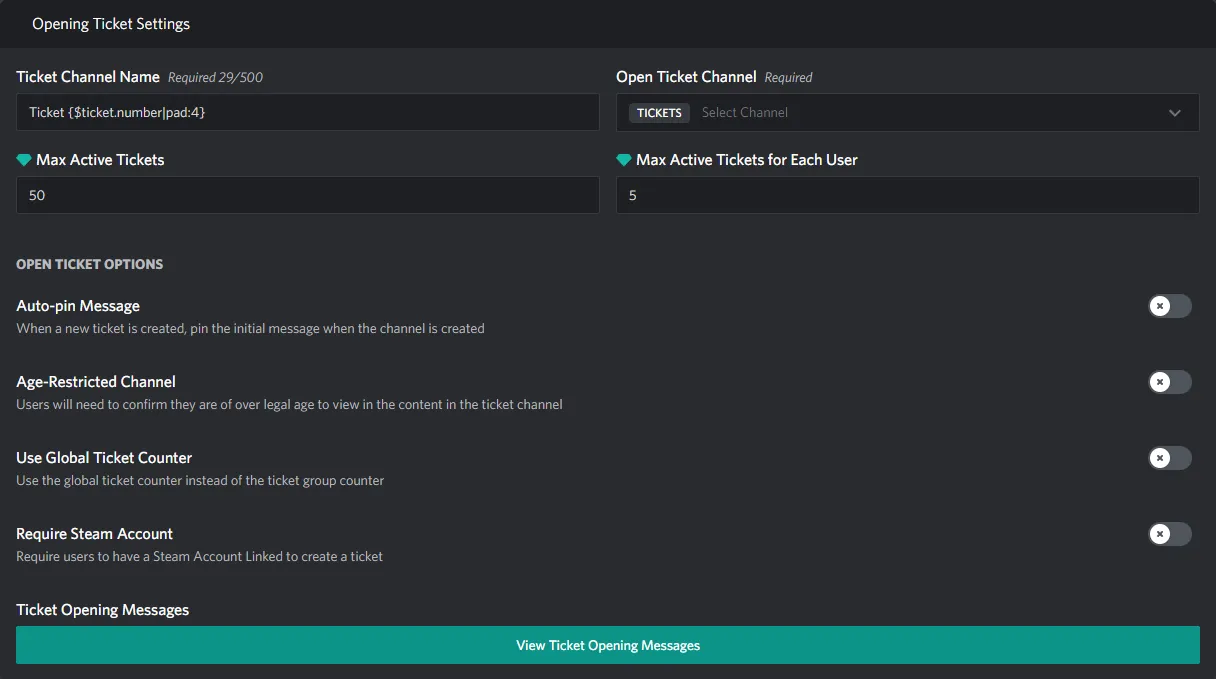 Opening Ticket Settings
Ticket Channel Name Required 29/500
Open Ticket Channel Required
Ticket {$ticket.number|pad:4}
TICKETS Select Channel
Max Active Tickets
Max Active Tickets for Each User
50
5
OPEN TICKET OPTIONS
Auto-pin Message
When a new ticket is created, pin the initial message when the channel is created
Age-Restricted Channel
Users will need to confirm they are of over legal age to view in the content in the ticket channel
Use Global Ticket Counter
Use the global ticket counter instead of the ticket group counter
Require Steam Account
Require users to have a Steam Account Linked to create a ticket
Ticket Opening Messages
View Ticket Opening Messages